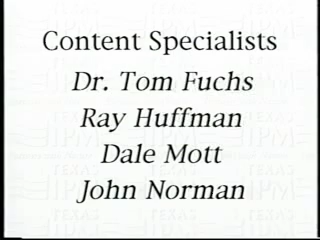 Content Specialists
Dr. Tom Fuchs
Ray Huffman
Dale Mott
John Norman